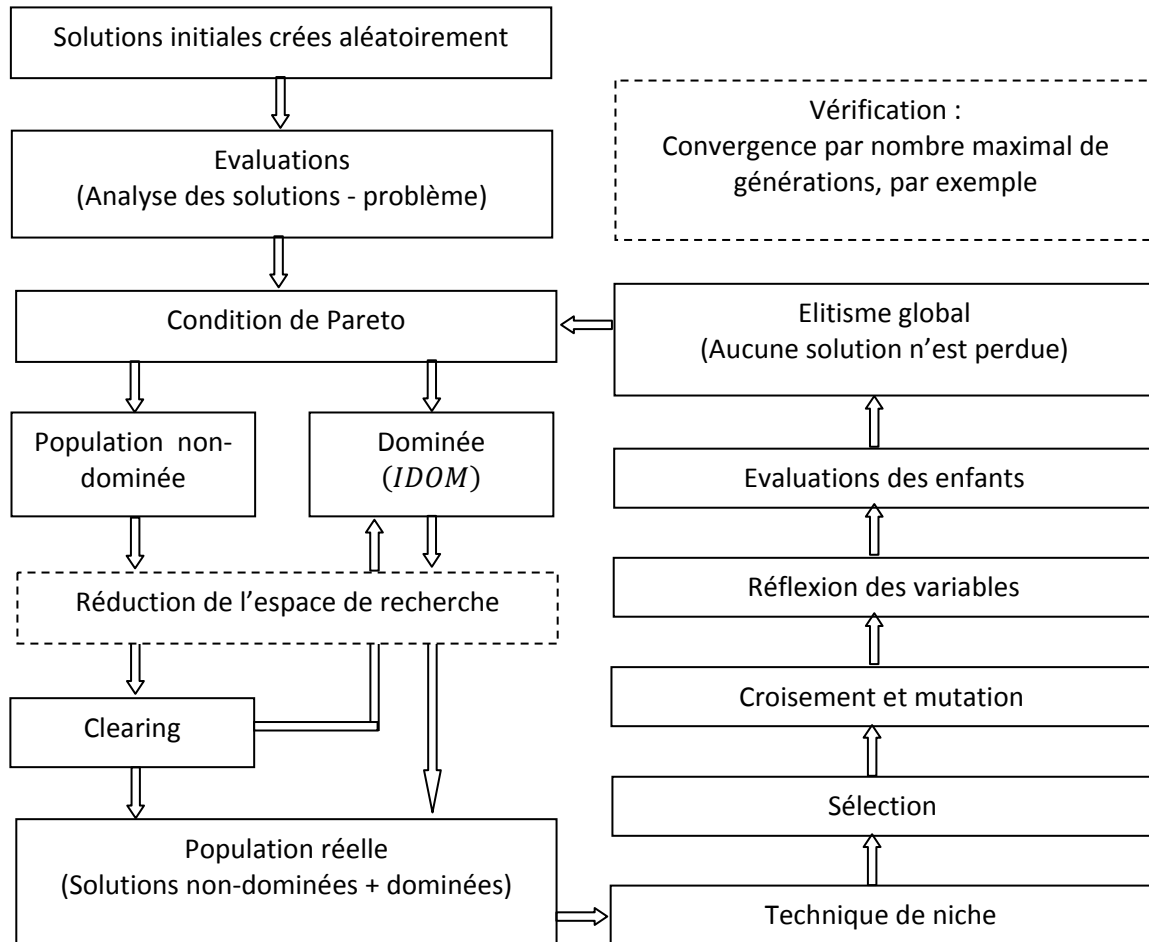 Solutions initiales crées aléatoirement
Evaluations
(Analyse des solutions - problème)
Vérification :
Convergence par nombre maximal de
générations, par exemple
Condition de Pareto
Elitisme global
(Aucune solution n’est perdue)
Population non-
dominée
Dominée
(IDOM)
Evaluations des enfants
Réduction de l’espace de recherche
Réflexion des variables
Clearing
Croisement et mutation
Sélection
Population réelle
(Solutions non-dominées + dominées)
Technique de niche